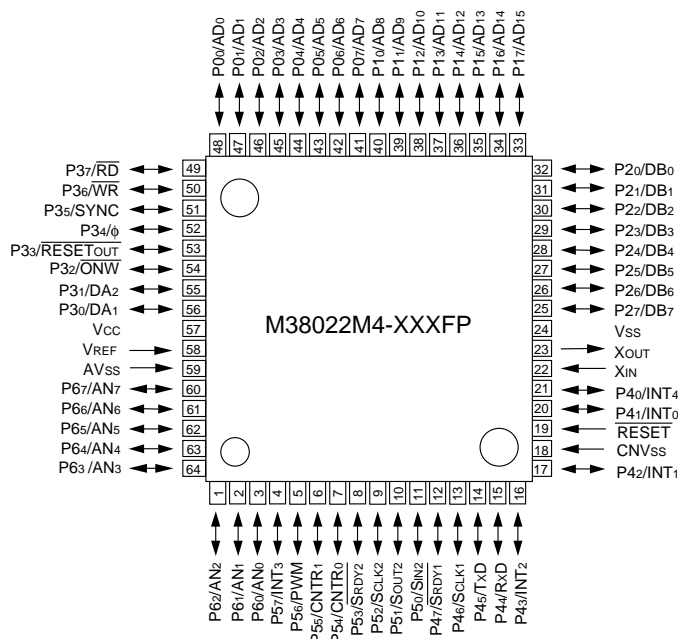 P00/AD0
P01/AD1
P02/AD2
P03/AD3
P04/AD4
P05/AD5
P06/AD6
P07/AD7
P10/AD8
P11/AD9
P12/AD10
P13/AD11
P14/AD12
P15/AD13
P16/AD14
P17/AD15
48 47 46 45 44 43 42 41 40 39 38 37 36 35 34 33
P37/RD 49
P36/WR 50
P35/SYNC 51
P34/ϕ 52
P33/RESETOUT 53
P32/ONW 54
P31/DA2 55
P30/DA1 56
VCC 57
VREF 58
AVSS 59
P67/AN7 60
P66/AN6 61
P65/AN5 62
P64/AN4 63
P63/AN3 64
M38022M4-XXXFP
32 P20/DB0
31 P21/DB1
30 P22/DB2
29 P23/DB3
28 P24/DB4
27 P25/DB5
26 P26/DB6
25 P27/DB7
24 VSS
23 XOUT
22 XIN
21 P40/INT4
20 P41/INT0
19 RESET
18 CNVSS
17 P42/INT1
1 2 3 4 5 6 7 8 9 10 11 12 13 14 15 16
P62/AN2
P61/AN1
P60/AN0
P57/INT3
P56/PWM
P55/CNTR1
P54/CNTR0
P53/SRDY2
P52/SCLK2
P51/SOUT2
P50/SIN2
P47/SRDY1
P46/SCLK1
P45/TXD
P44/RXD
P43/INT2